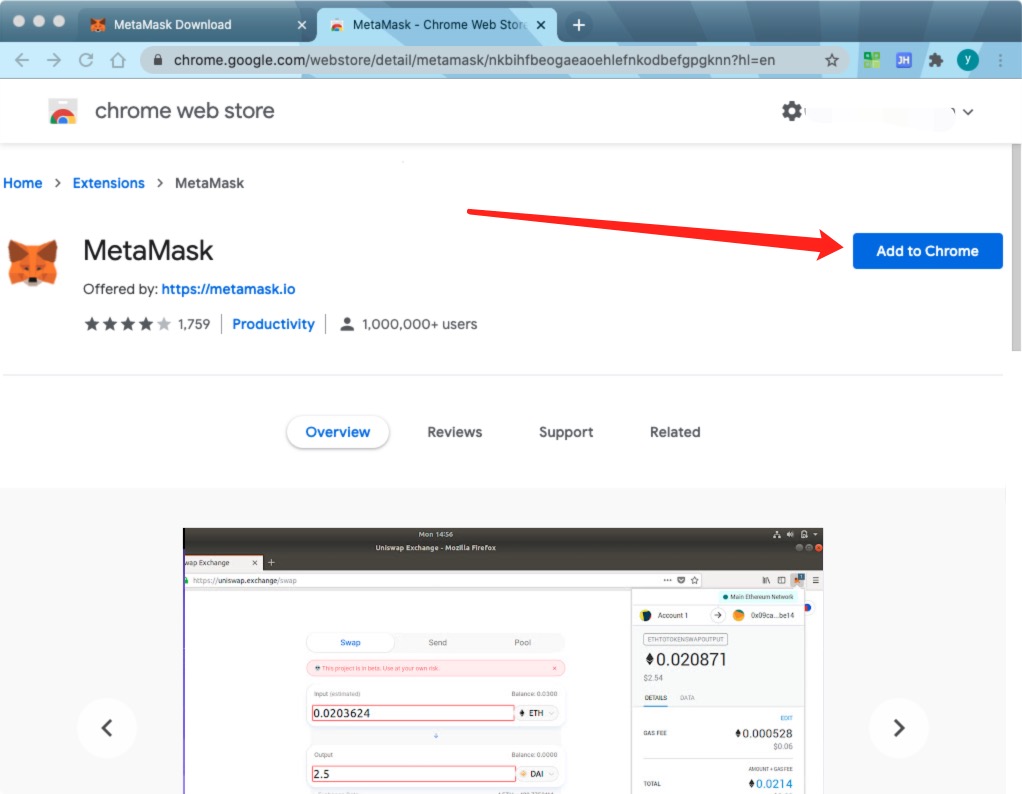 MetaMask Download
MetaMask - Chrome Web Stor
chrome.google.com/webstore/detail/metamask/nkbihfbeogaeaoehlefnkodbefgpgknn?hl=en
JH
y
chrome web store
Home > Extensions > MetaMask
MetaMask
Add to Chrome
Offered by: https://metamask.io
1,759
Productivity
1,000,000+ users
Overview
Reviews
Support
Related
Mon 14:56
Uniswap Exchange - Mozilla Firefox
wap Exchange
https://uniswap.exchange/swap
Main Ethereum Network
Account 1
0x09ca...be14
Swap
Send
Pool
ETHTOTOKENSWAPOUTPUT
0.020871
This project is in beta. Use at your own risk.
$2.54
Input (estimated)
Balance: 0.0300
DETAILS
DATA
0.0203624
ETH
EDIT
GAS FEE
0.000528
$0.06
Output
Balance: 0.0000
2.5
DAI
AMOUNT + GAS FEE
TOTAL
0.0214